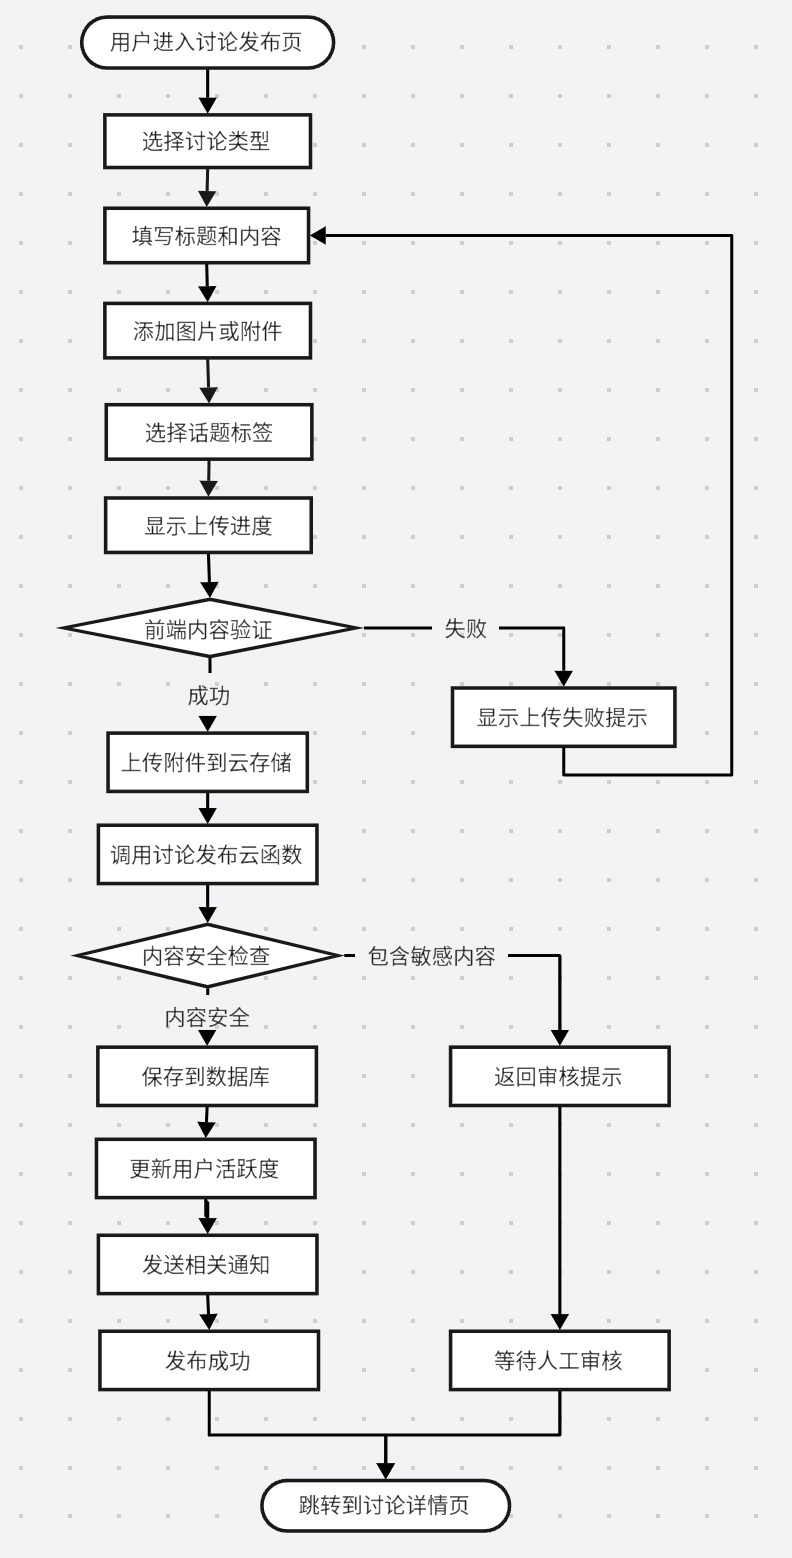 用户进入讨论发布页
选择讨论类型
填写标题和内容
添加图片或附件
选择话题标签
显示上传进度
前端内容验证
失败
成功
显示上传失败提示
上传附件到云存储
调用讨论发布云函数
内容安全检查
包含敏感内容
内容安全
保存到数据库
返回审核提示
更新用户活跃度
发送相关通知
发布成功
等待人工审核
跳转到讨论详情页